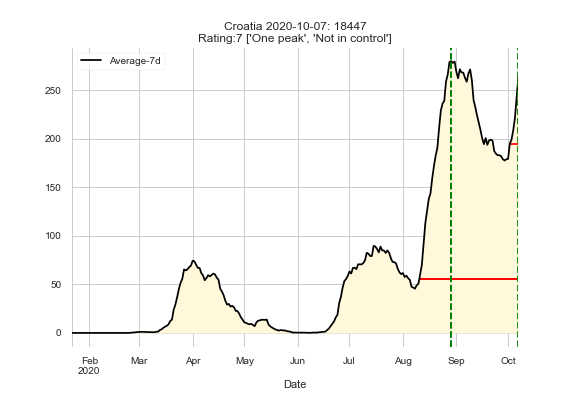 Croatia 2020-10-07: 18447
Rating:7 ['One peak', 'Not in control']
Average-7d
250
200
150
100
50
0
Feb Mar Apr May Jun Jul Aug Sep Oct
2020
Date